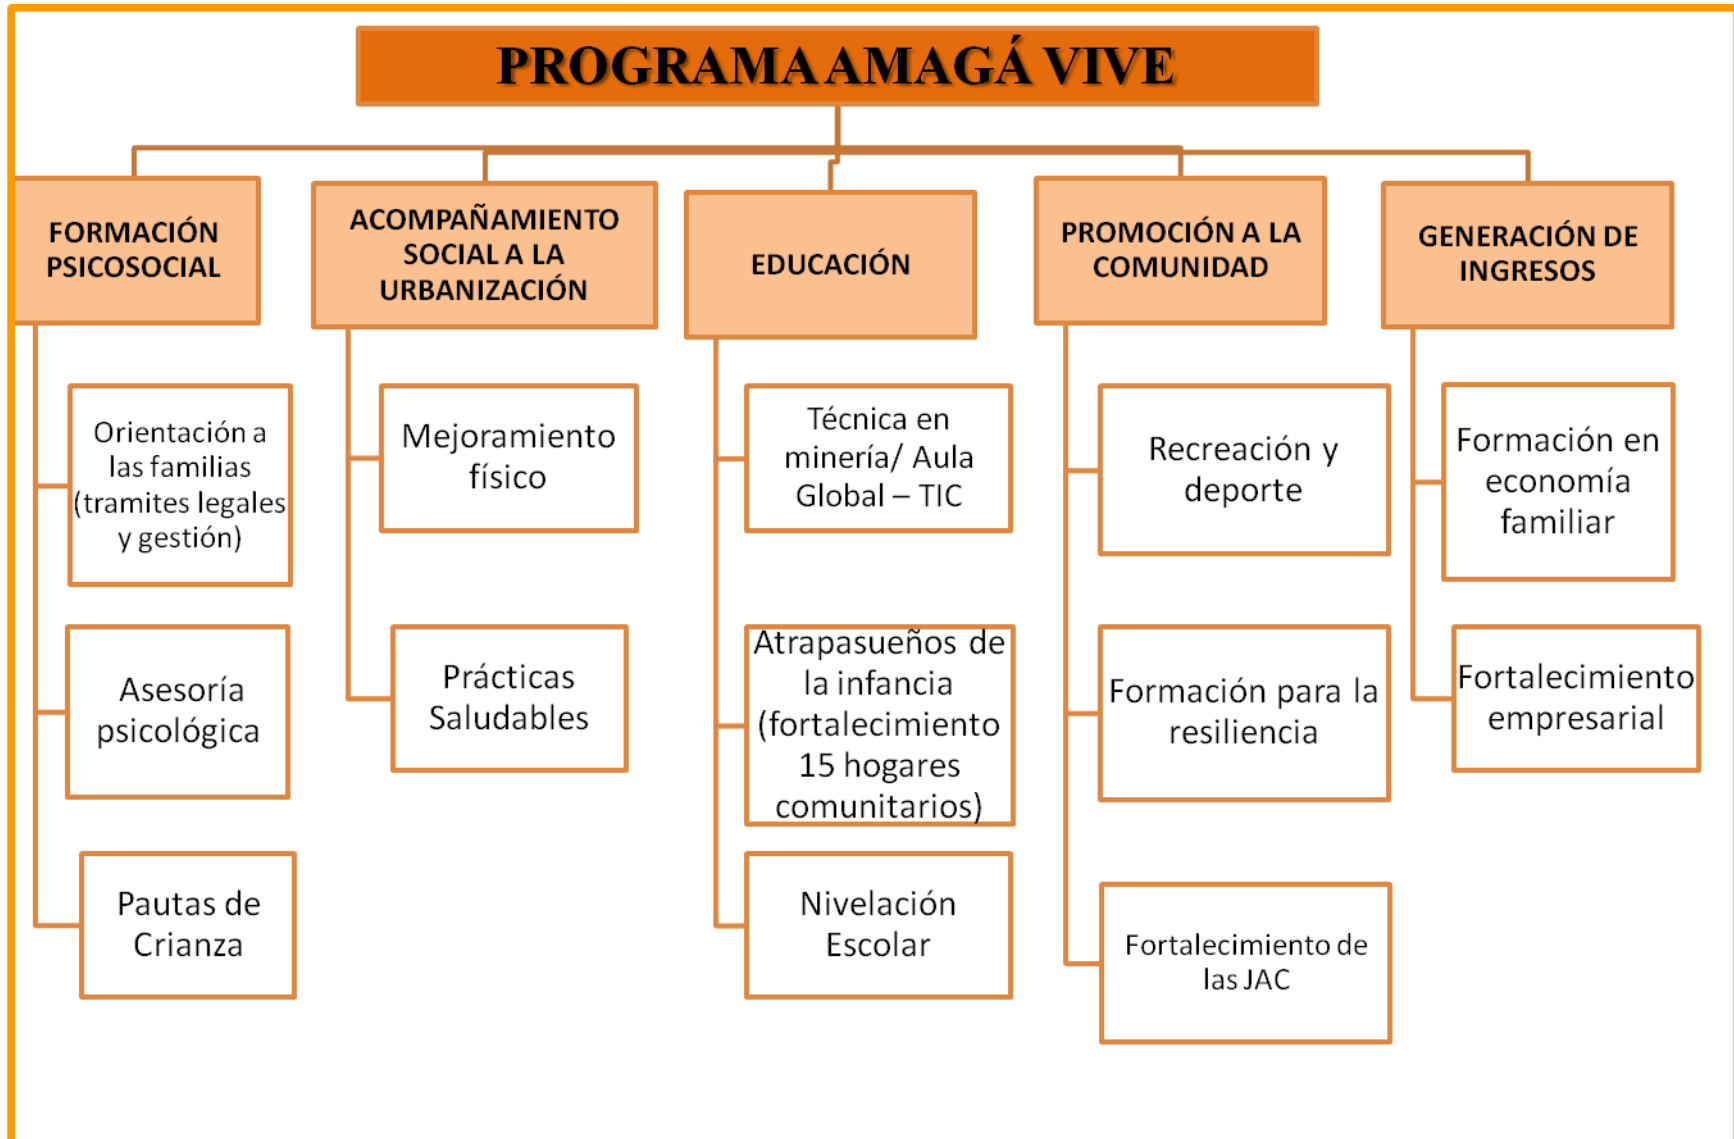 PROGRAMA AMAGÁ VIVE
FORMACIÓN
PSICOSOCIAL
Orientación a
las familias
(tramites legales
y gestión)
Asesoría
psicológica
Pautas de
Crianza
ACOMPAÑAMIENTO
SOCIAL A LA
URBANIZACIÓN
Mejoramiento
físico
Prácticas
Saludables
EDUCACIÓN
Técnica en
minería/ Aula
Global – TIC
Atrapasueños de
la infancia
(fortalecimiento
15 hogares
comunitarios)
Nivelación
Escolar
PROMOCIÓN A LA
COMUNIDAD
Recreación y
deporte
Formación para la
resiliencia
Fortalecimiento de
las JAC
GENERACIÓN DE
INGRESOS
Formación en
economía
familiar
Fortalecimiento
empresarial